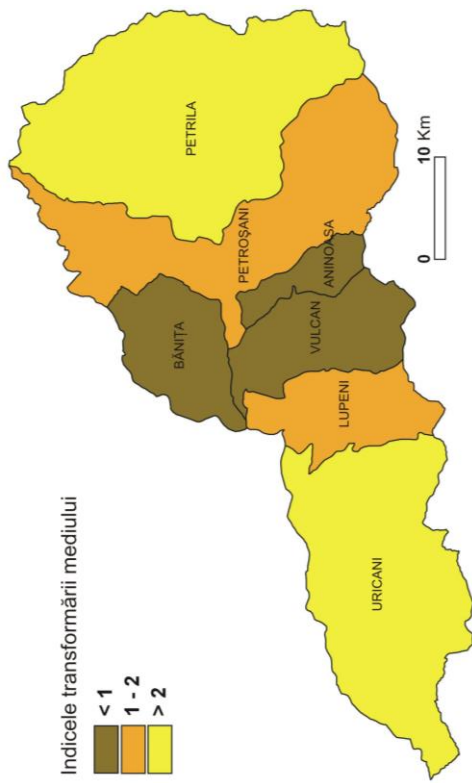 Indicele transformării mediului
< 1
1 - 2
> 2
PETRILA
PETROȘANI
ANINOASA
BĂNIȚA
VULCAN
LUPENI
URICANI
0 10 Km